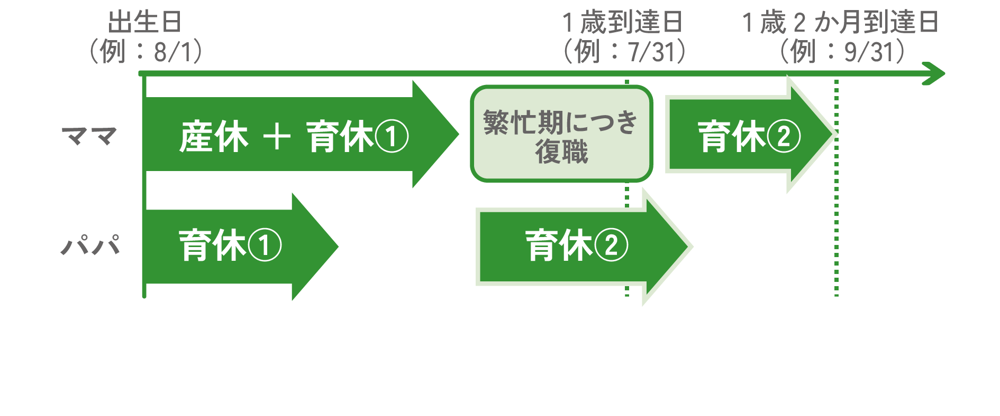 出生日
（例：8/1）
1歳到達日
（例：7/31）
1歳2か月到達日
（例：9/31）
ママ
産休＋育休①
繁忙期につき
復職
育休②
パパ
育休①
育休②